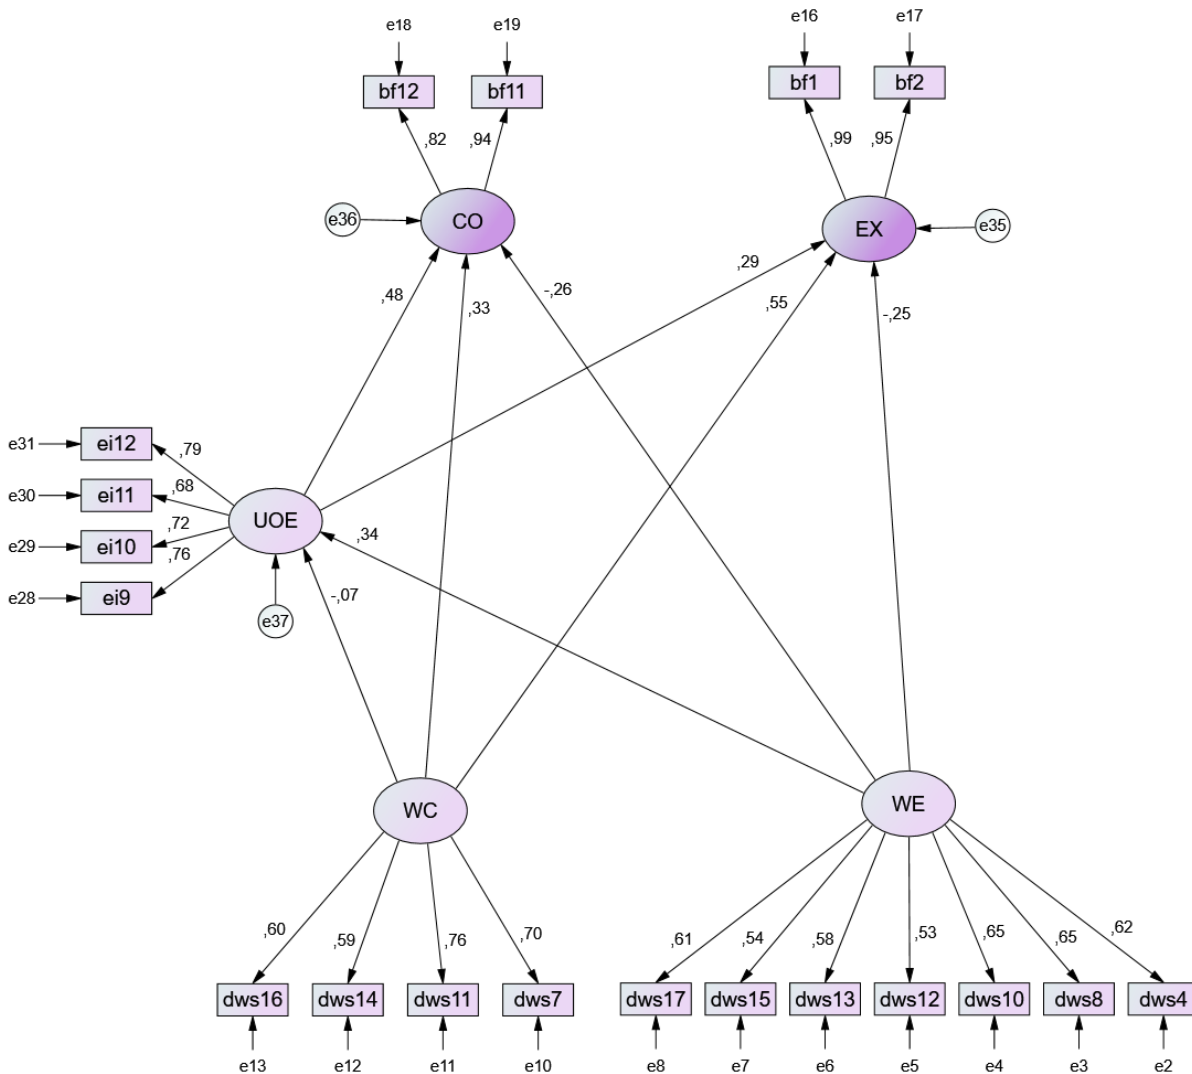 e18 e19 e16 e17
bf12 bf11 bf1 bf2
,82 ,94 ,99 ,95
e36 CO EX e35
,48 ,33 -,26 ,29 ,55 -,25
e31 ei12 ,79
e30 ei11 ,68
e29 ei10 ,72
e28 ei9 ,76
UOE ,34
e37 -,07
WC WE
,60 ,59 ,76 ,70 ,61 ,54 ,58 ,53 ,65 ,65 ,62
dws16 dws14 dws11 dws7 dws17 dws15 dws13 dws12 dws10 dws8 dws4
e13 e12 e11 e10 e8 e7 e6 e5 e4 e3 e2